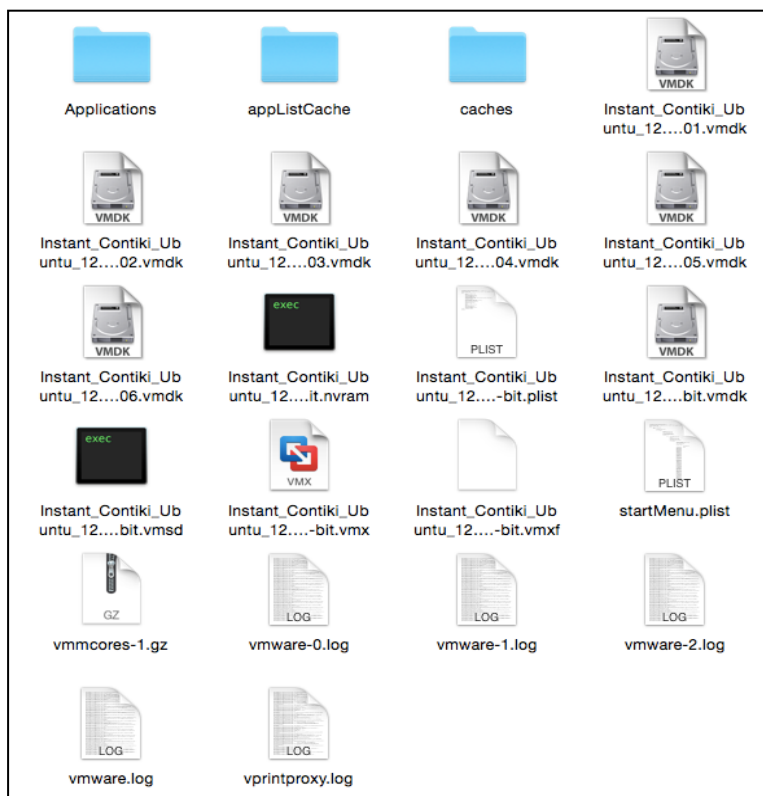 Applications
appListCache
caches
VMDK
Instant_Contiki_Ub
untu_12....01.vmdk
VMDK
Instant_Contiki_Ub
untu_12....02.vmdk
VMDK
Instant_Contiki_Ub
untu_12....03.vmdk
VMDK
Instant_Contiki_Ub
untu_12....04.vmdk
VMDK
Instant_Contiki_Ub
untu_12....05.vmdk
VMDK
Instant_Contiki_Ub
untu_12....06.vmdk
exec
Instant_Contiki_Ub
untu_12....it.nvram
PLIST
Instant_Contiki_Ub
untu_12....-bit.plist
VMDK
Instant_Contiki_Ub
untu_12....bit.vmdk
exec
Instant_Contiki_Ub
untu_12....bit.vmsd
VMX
Instant_Contiki_Ub
untu_12....-bit.vmx
Instant_Contiki_Ub
untu_12....-bit.vmxf
PLIST
startMenu.plist
GZ
vmmcores-1.gz
LOG
vmware-0.log
LOG
vmware-1.log
LOG
vmware-2.log
LOG
vmware.log
LOG
vprintproxy.log